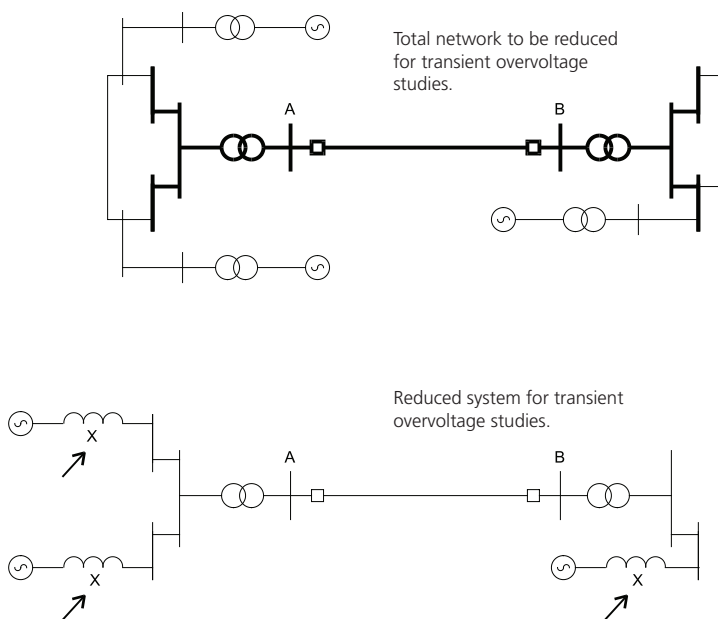 Total network to be reduced
for transient overvoltage
studies.
A
B
Reduced system for transient
overvoltage studies.
X
A
B
X
X